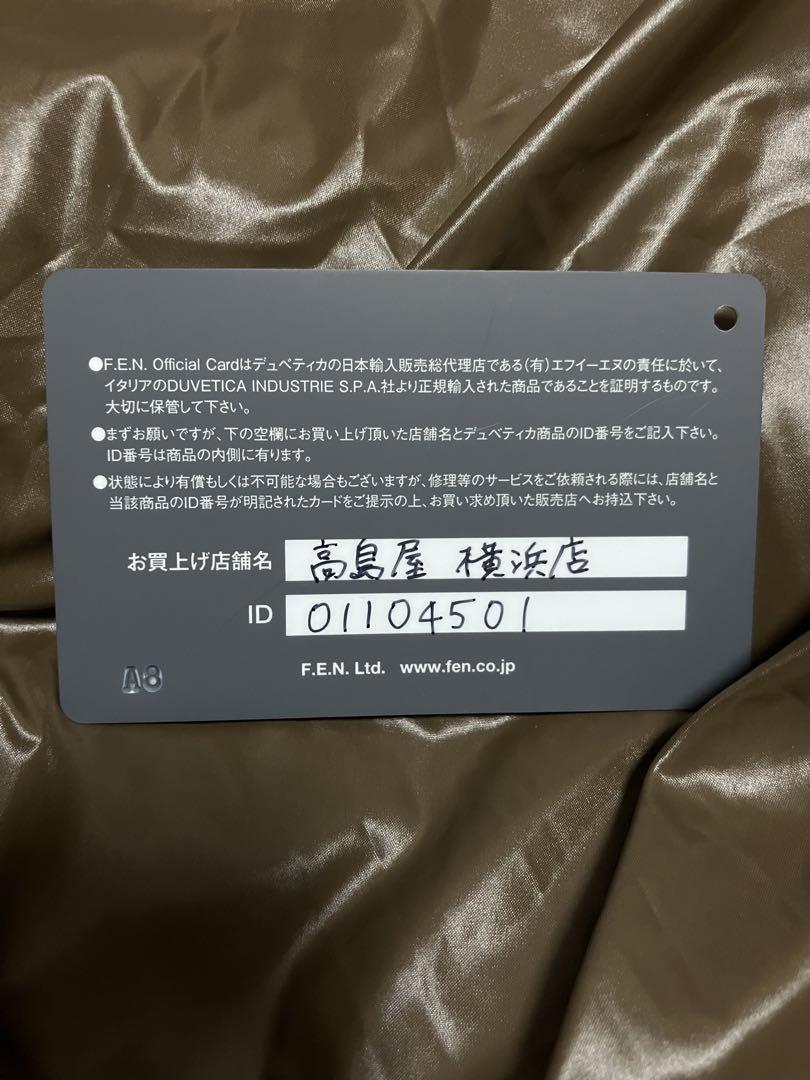 ●F.E.N. Official Cardはデュベティカの日本輸入販売総代理店である(有)エフイーエヌの責任に於いて、
イタリアのDUVETICA INDUSTRIE S.P.A.社より正規輸入された商品であることを証明するものです。
大切に保管して下さい。
●まずお願いですが、下の空欄にお買い上げ頂いた店舗名とデュベティカ商品のID番号をご記入下さい。
ID番号は商品の内側に有ります。
●状態により有償もしくは不可能な場合もございますが、修理等のサービスをご依頼される際には、店舗名と
当該商品のID番号が明記されたカードをご提示の上、お買い求め頂いた販売店へお持込下さい。
お買上げ店舗名 高島屋 横浜店
ID 01104501
F.E.N. Ltd. www.fen.co.jp
A8